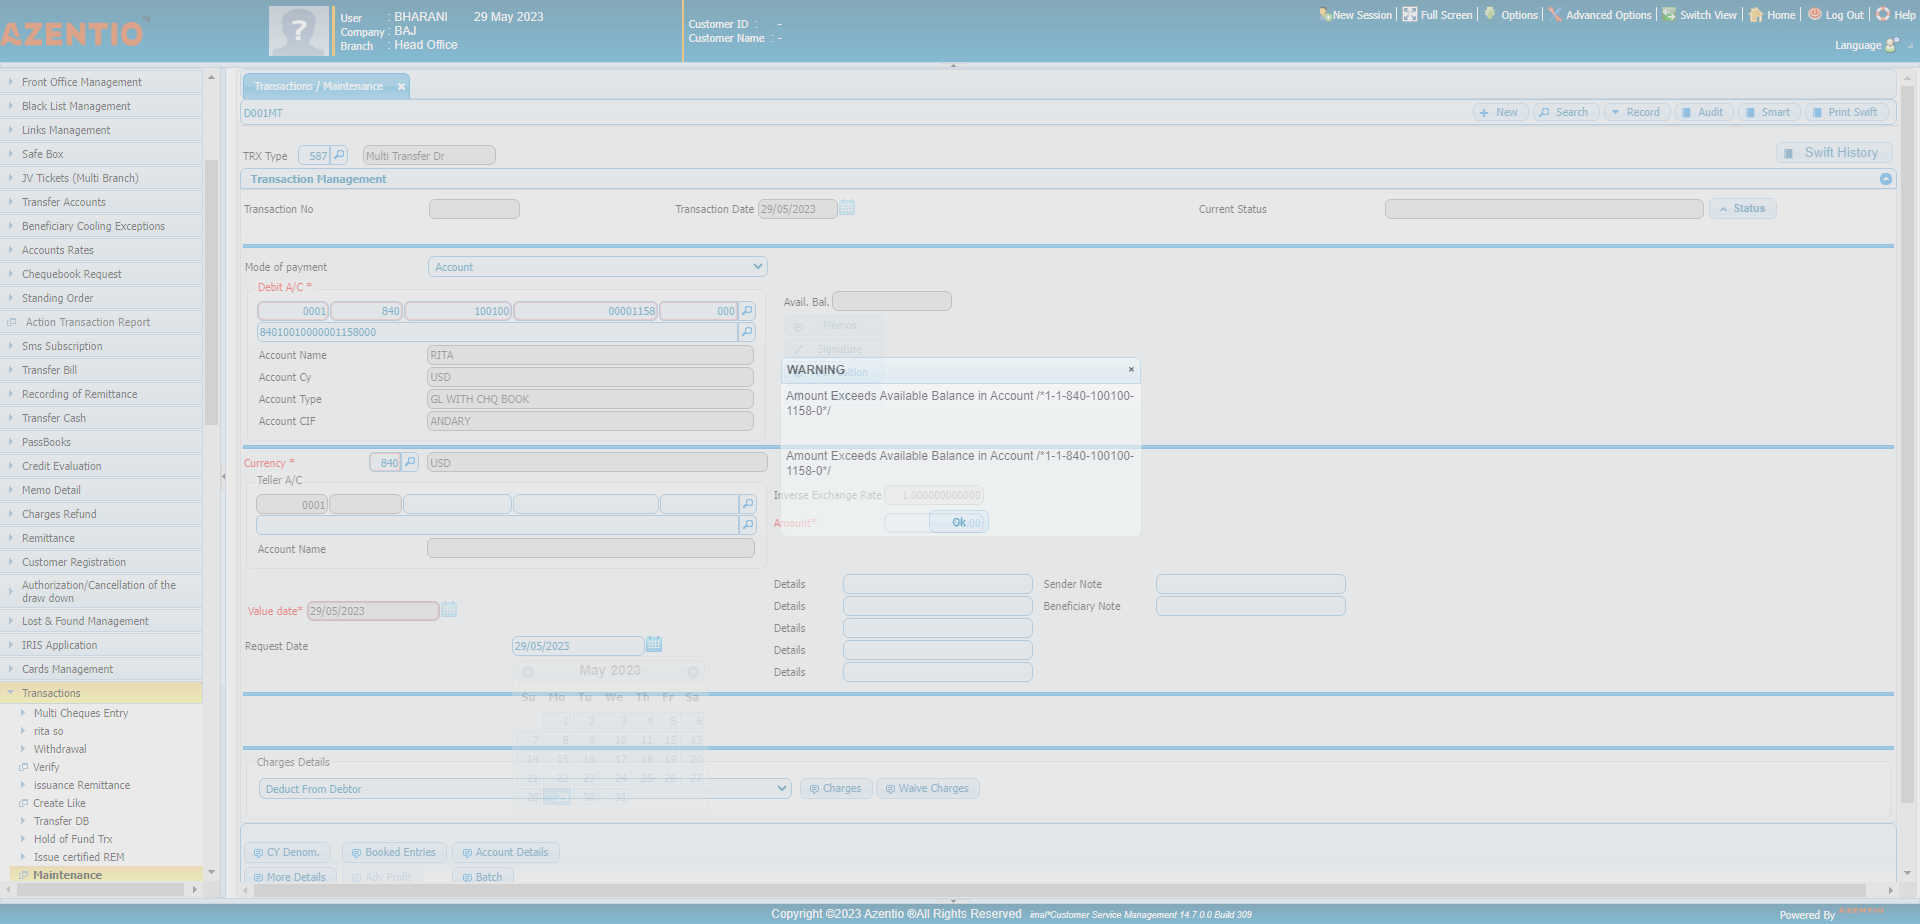 AZENTIO
User : BHARANI 29 May 2023
Company : BAJ
Branch : Head Office
Customer ID : -
Customer Name : -
New Session Full Screen Options Advanced Options Switch View Home Log Out Help
Language
Front Office Management
Black List Management
Links Management
Safe Box
JV Tickets (Multi Branch)
Transfer Accounts
Beneficiary Cooling Exceptions
Accounts Rates
Chequebook Request
Standing Order
Action Transaction Report
Sms Subscription
Transfer Bill
Recording of Remittance
Transfer Cash
PassBooks
Credit Evaluation
Memo Detail
Charges Refund
Remittance
Customer Registration
Authorization/Cancellation of the
draw down
Lost & Found Management
IRIS Application
Cards Management
Transactions
Multi Cheques Entry
rita so
Withdrawal
Verify
issuance Remittance
Create Like
Transfer DB
Hold of Fund Trx
Issue certified REM
Maintenance
Transactions / Maintenance
D001MT
New Search Record Audit Smart Print Swift
TRX Type 587 Multi Transfer Dr
Swift History
Transaction Management
Transaction No Transaction Date 29/05/2023 Current Status Status
Mode of payment Account
Debit A/C *
0001 840 100100 00001158 000
84010010000001158000
Account Name RITA
Account Cy USD
Account Type GL WITH CHQ BOOK
Account CIF ANDARY
Avail. Bal.
Memos
Signature
WARNING
Amount Exceeds Available Balance in Account /*1-1-840-100100-
1158-0*/
Amount Exceeds Available Balance in Account /*1-1-840-100100-
1158-0*/
Ok
Currency * 840 USD
Teller A/C
0001
Account Name
Inverse Exchange Rate 1.000000000000
Amount* .00
Value date* 29/05/2023
Request Date 29/05/2023
Details
Details
Details
Details
Details
Sender Note
Beneficiary Note
May 2023
Su Mo Tu We Th Fr Sa
1 2 3 4 5 6
7 8 9 10 11 12 13
14 15 16 17 18 19 20
21 22 23 24 25 26 27
28 29 30 31
Charges Details
Deduct From Debtor Charges Waive Charges
CY Denom. Booked Entries Account Details
More Details Adv Profit Batch
Copyright ©2023 Azentio ®All Rights Reserved imal*Customer Service Management 14.7.0.0 Build 309
Powered By AZENTIO